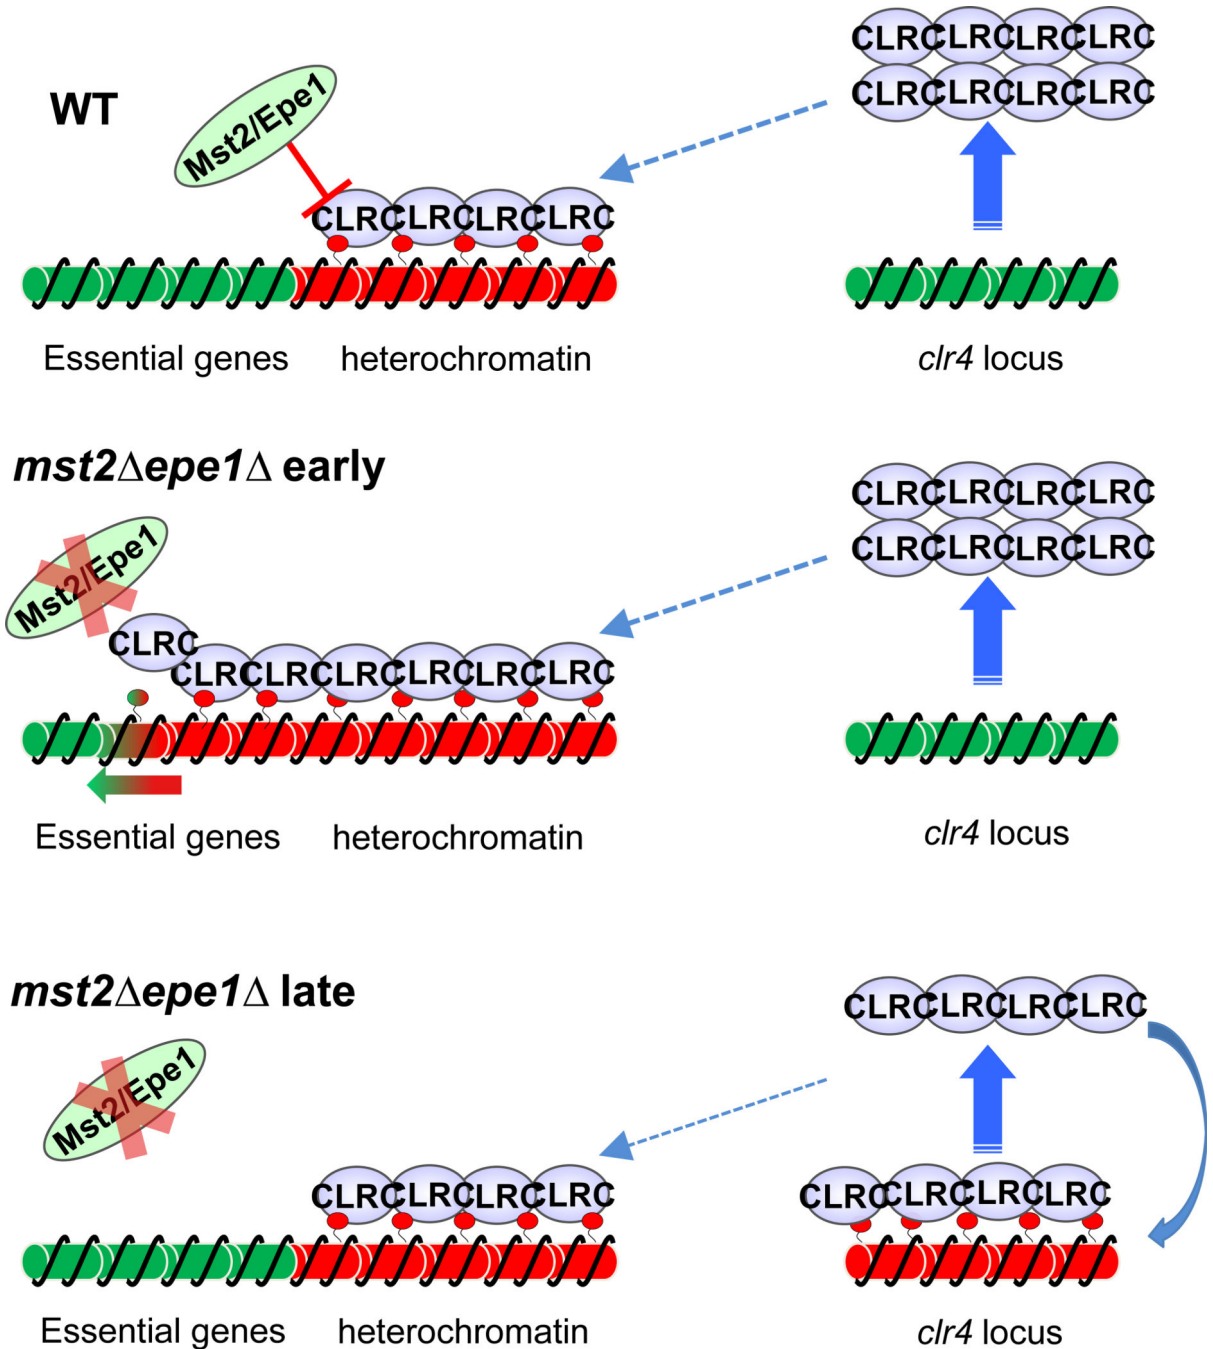 CLRC CLRC CLRC CLRC
CLRC CLRC CLRC CLRC
WT
Mst2/Epe1
CLRC CLRC CLRC CLRC
Essential genes heterochromatin clr4 locus
mst2Δepe1Δ early
CLRC CLRC CLRC CLRC
CLRC CLRC CLRC CLRC
Mst2/Epe1
CLRC
CLRC CLRC CLRC CLRC CLRC CLRC
Essential genes heterochromatin clr4 locus
mst2Δepe1Δ late
CLRC CLRC CLRC CLRC
Mst2/Epe1
CLRC CLRC CLRC CLRC
CLRC CLRC CLRC CLRC
Essential genes heterochromatin clr4 locus